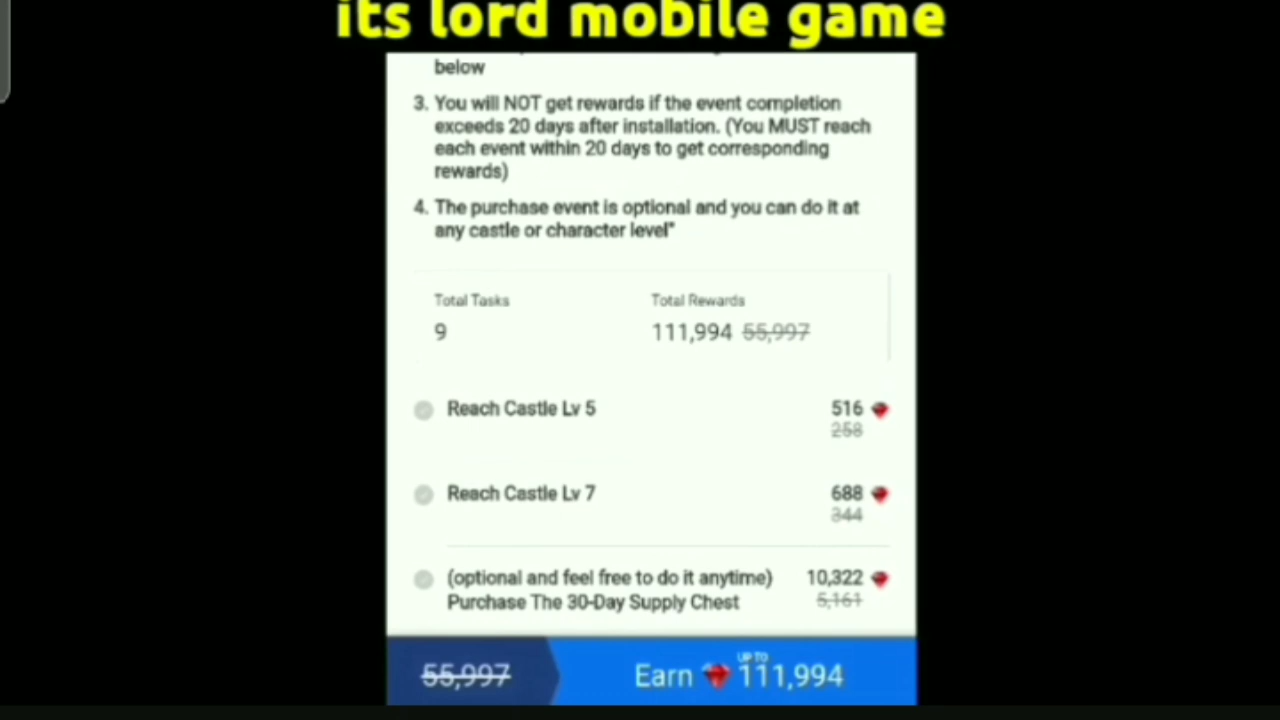 its lord mobile game
below
3. You will NOT get rewards if the event completion
exceeds 20 days after installation. (You MUST reach
each event within 20 days to get corresponding
rewards)
4. The purchase event is optional and you can do it at
any castle or character level"
Total Tasks
Total Rewards
9
111,994 55,997
Reach Castle Lv 5
516
258
Reach Castle Lv 7
688
344
(optional and feel free to do it anytime)
10,322
Purchase The 30-Day Supply Chest
5,161
55,997
UP TO
Earn 111,994